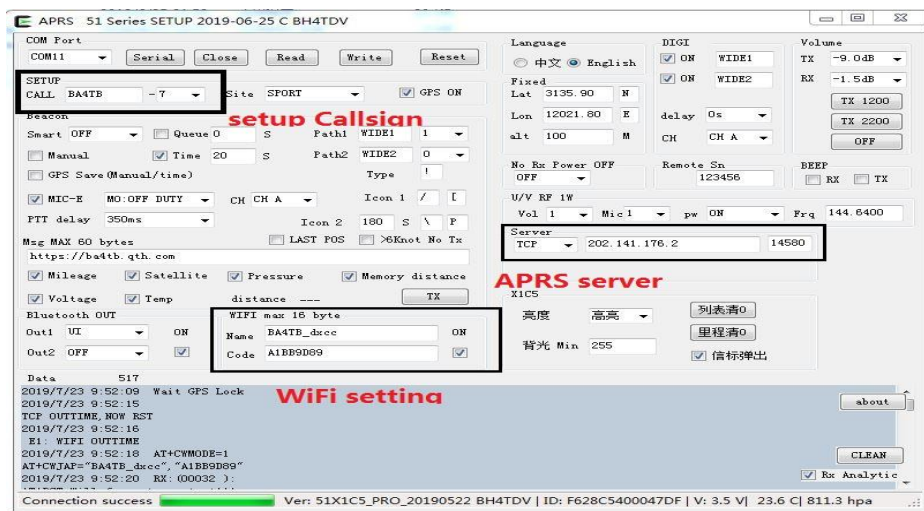 APRS 51 Series SETUP 2019-06-25 C BH4TDV
COM Port
COM11 Serial Close Read Write Reset
SETUP
CALL BA4TB -7 Site SPORT GPS ON
setup Callsign
Beacon
Smart OFF Queue 0 S Path1 WIDE1 1
Manual Time 20 S Path2 WIDE2 0
GPS Save(Manual/time) Type !
MIC-E MO:OFF DUTY CH CH A Icon 1 / [
PTT delay 350ms Icon 2 180 S \ P
Msg MAX 60 bytes LAST POS >6Knot No Tx
https://ba4tb.qth.com
Mileage Satellite Pressure Memory distance
Voltage Temp distance --- TX
Bluetooth OUT
Out1 UI ON
Out2 OFF
WIFI max 16 byte
Name BA4TB_dxcc ON
Code A1BB9D89
WiFi setting
Language
中文 English
Fixed
Lat 3135.90 N
Lon 12021.80 E
alt 100 M
DIGI
ON WIDE1
ON WIDE2
delay 0s
CH CH A
Volume
TX -9.0dB
RX -1.5dB
TX 1200
TX 2200
OFF
No Rx Power OFF
OFF
Remote Sn
123456
BEEP
RX TX
U/V RF 1W
Vol 1 Mic1 pw ON Frq 144.6400
Server
TCP 202.141.176.2 14580
APRS server
X1C5
亮度 高亮 列表清0
里程清0
背光 Min 255
信标弹出
Data 517
2019/7/23 9:52:09 Wait GPS Lock
2019/7/23 9:52:15
TCP OUTTIME,NOW RST
2019/7/23 9:52:16
E1: WIFI OUTTIME
2019/7/23 9:52:18 AT+CWMODE=1
AT+CWJAP="BA4TB_dxcc","A1BB9D89"
2019/7/23 9:52:20 RX: (00032 ):
about
CLEAN
Rx Analytic
Connection success Ver: 51X1C5_PRO_20190522 BH4TDV | ID: F628C5400047DF | V: 3.5 V| 23.6 C| 811.3 hpa